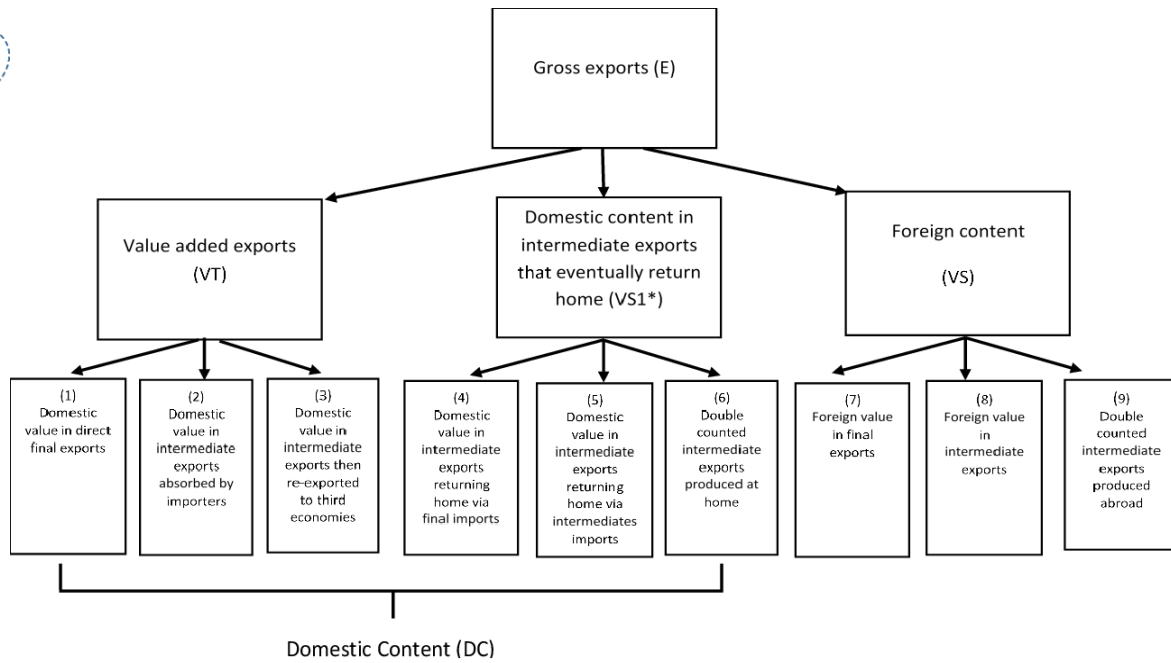 Gross exports (E)
Value added exports
(VT)
Domestic content in
intermediate exports
that eventually return
home (VS1*)
Foreign content
(VS)
(1)
Domestic
value in direct
final exports
(2)
Domestic
value in
intermediate
exports
absorbed by
importers
(3)
Domestic
value in
intermediate
exports then
re-exported
to third
economies
(4)
Domestic
value in
intermediate
exports
returning
home via
final imports
(5)
Domestic
value in
intermediate
exports
returning
home via
intermediates
imports
(6)
Double
counted
intermediate
exports
produced at
home
(7)
Foreign value
in final
exports
(8)
Foreign value
in
intermediate
exports
(9)
Double
counted
intermediate
exports
produced
abroad
Domestic Content (DC)